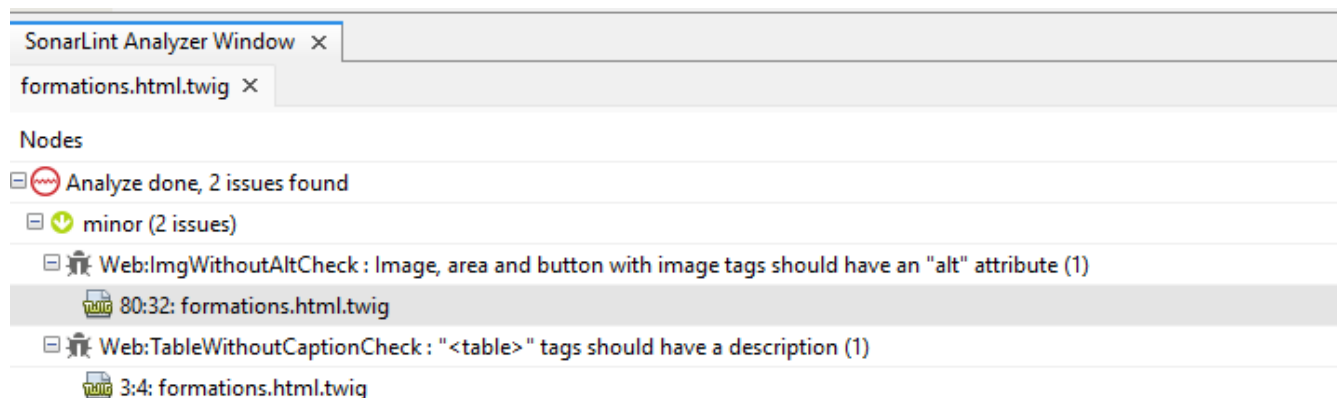 SonarLint Analyzer Window ×
formations.html.twig ×
Nodes
Analyze done, 2 issues found
minor (2 issues)
Web:ImgWithoutAltCheck : Image, area and button with image tags should have an "alt" attribute (1)
80:32: formations.html.twig
Web:TableWithoutCaptionCheck : "<table>" tags should have a description (1)
3:4: formations.html.twig